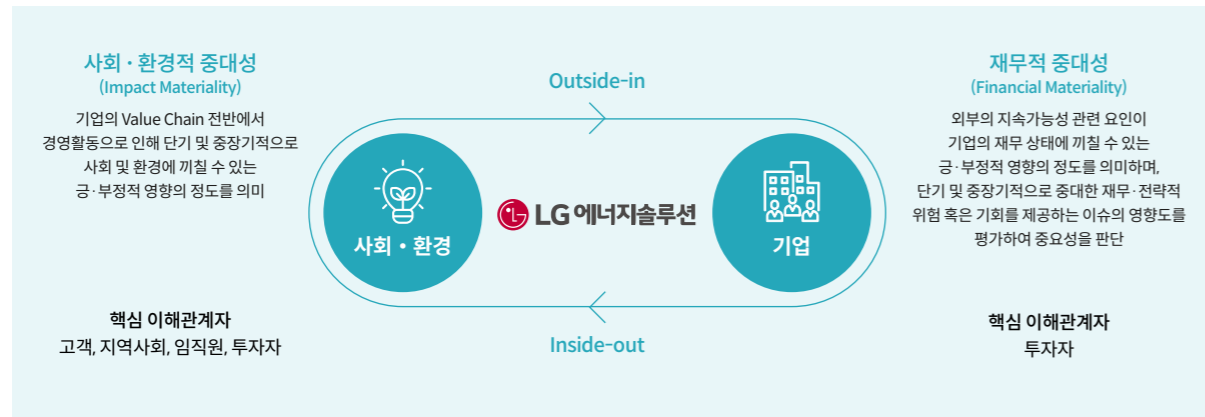 사회 · 환경적 중대성
(Impact Materiality)
기업의 Value Chain 전반에서
경영활동으로 인해 단기 및 중장기적으로
사회 및 환경에 끼칠 수 있는
긍·부정적 영향의 정도를 의미
핵심 이해관계자
고객, 지역사회, 임직원, 투자자
Outside-in
사회 · 환경
LG에너지솔루션
기업
Inside-out
재무적 중대성
(Financial Materiality)
외부의 지속가능성 관련 요인이
기업의 재무 상태에 끼칠 수 있는
긍·부정적 영향의 정도를 의미하며,
단기 및 중장기적으로 중대한 재무·전략적
위험 혹은 기회를 제공하는 이슈의 영향도를
평가하여 중요성을 판단
핵심 이해관계자
투자자